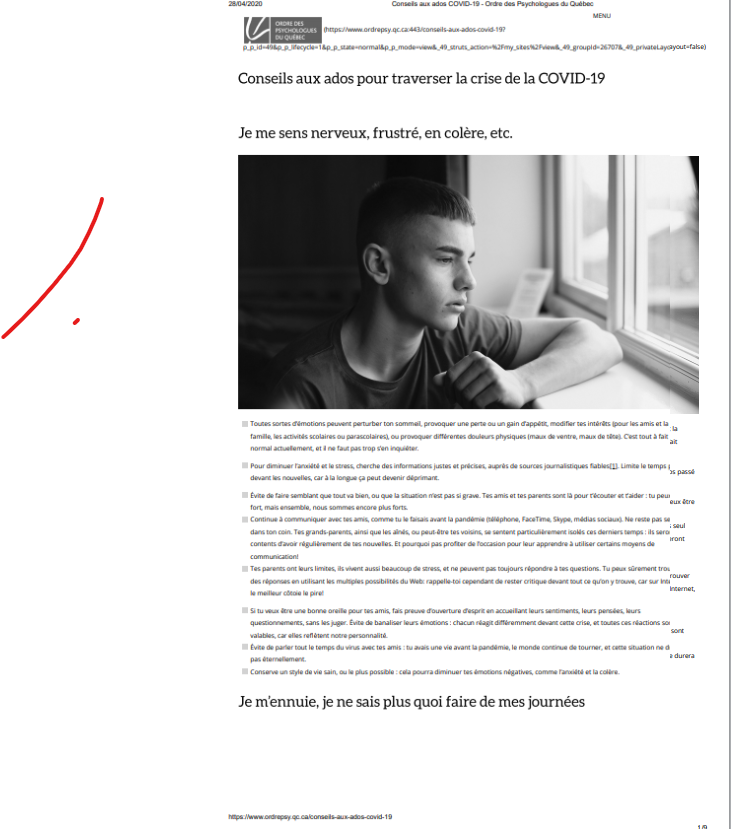 28/04/2020 Conseils aux ados COVID-19 - Ordre des Psychologues du Québec
MENU
ORDRE DES
PSYCHOLOGUES
DU QUÉBEC
(https://www.ordrepsy.qc.ca:443/conseils-aux-ados-covid-19?
p_p_id=49&p_p_lifecycle=1&p_p_state=normal&p_p_mode=view&_49_struts_action=%2Fmy_sites%2Fview&_49_groupId=26707&_49_privateLayout=false)
Conseils aux ados pour traverser la crise de la COVID-19
Je me sens nerveux, frustré, en colère, etc.
Toutes sortes d'émotions peuvent perturber ton sommeil, provoquer une perte ou un gain d'appétit, modifier tes intérêts (pour les amis et la
famille, les activités scolaires ou parascolaires), ou provoquer différentes douleurs physiques (maux de ventre, maux de tête). C'est tout à fait
normal actuellement, et il ne faut pas trop s'en inquiéter.
Pour diminuer l'anxiété et le stress, cherche des informations justes et précises, auprès de sources journalistiques fiables[1]. Limite le temps passé
devant les nouvelles, car à la longue ça peut devenir déprimant.
Évite de faire semblant que tout va bien, ou que la situation n'est pas si grave. Tes amis et tes parents sont là pour t'écouter et t'aider : tu peux être
fort, mais ensemble, nous sommes encore plus forts.
Continue à communiquer avec tes amis, comme tu le faisais avant la pandémie (téléphone, FaceTime, Skype, médias sociaux). Ne reste pas seul
dans ton coin. Tes grands-parents, ainsi que les aînés, ou peut-être tes voisins, se sentent particulièrement isolés ces derniers temps : ils seront
contents d'avoir régulièrement de tes nouvelles. Et pourquoi pas profiter de l'occasion pour leur apprendre à utiliser certains moyens de
communication!
Tes parents ont leurs limites, ils vivent aussi beaucoup de stress, et ne peuvent pas toujours répondre à tes questions. Tu peux sûrement trouver
des réponses en utilisant les multiples possibilités du Web: rappelle-toi cependant de rester critique devant tout ce qu'on y trouve, car sur Internet,
le meilleur côtoie le pire!
Si tu veux être une bonne oreille pour tes amis, fais preuve d'ouverture d'esprit en accueillant leurs sentiments, leurs pensées, leurs
questionnements, sans les juger. Évite de banaliser leurs émotions : chacun réagit différemment devant cette crise, et toutes ces réactions sont
valables, car elles reflètent notre personnalité.
Évite de parler tout le temps du virus avec tes amis : tu avais une vie avant la pandémie, le monde continue de tourner, et cette situation ne durera
pas éternellement.
Conserve un style de vie sain, ou le plus possible : cela pourra diminuer tes émotions négatives, comme l'anxiété et la colère.
Je m'ennuie, je ne sais plus quoi faire de mes journées
https://www.ordrepsy.qc.ca/conseils-aux-ados-covid-19
1/9